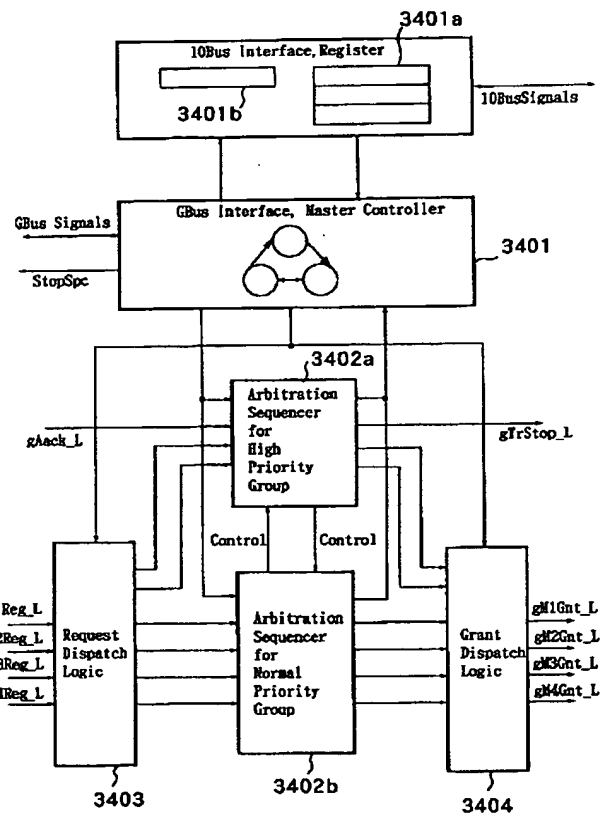 3401a
10Bus Interface, Register
3401b
10BusSignals
GBus Interface, Master Controller
GBus Signals
StopSpc
3401
3402a
Arbitration
Sequencer
for
High
Priority
Group
gAack_L
gTrStop_L
Control
Control
Reg_L
2Reg_L
Reg_L
Reg_L
Request
Dispatch
Logic
Arbitration
Sequencer
for
Normal
Priority
Group
Grant
Dispatch
Logic
gM1Gnt_L
gM2Gnt_L
gM3Gnt_L
gM4Gnt_L
3403
3402b
3404